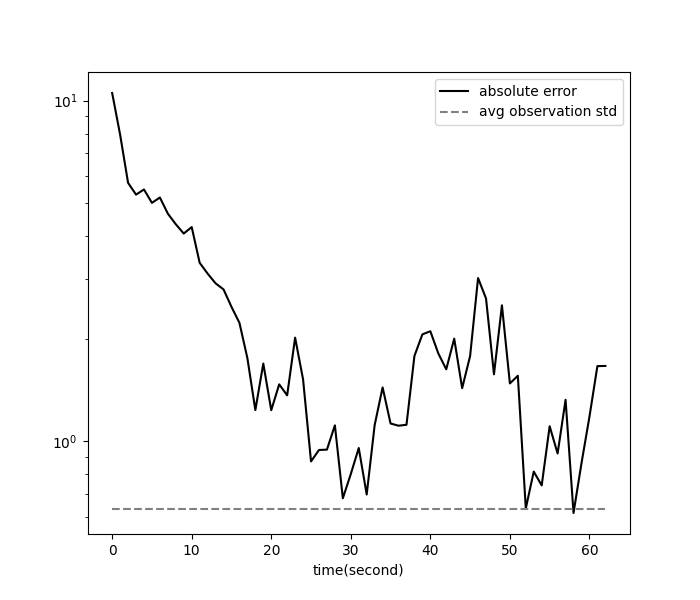 absolute error
avg observation std
10¹
10⁰
0 10 20 30 40 50 60
time(second)